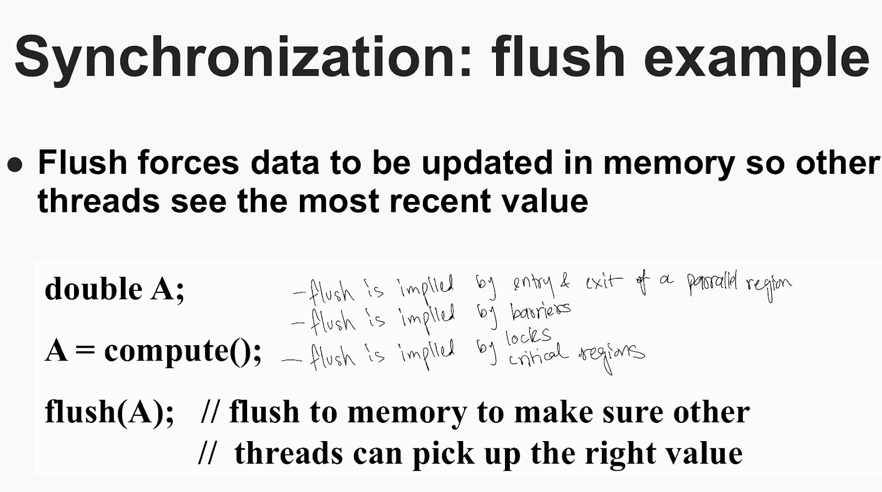 Synchronization: flush example
● Flush forces data to be updated in memory so other
threads see the most recent value
double A;
– flush is implied by entry & exit of a parallel region
– flush is implied by barriers
A = compute();
– flush is implied by locks
critical regions
flush(A); // flush to memory to make sure other
// threads can pick up the right value